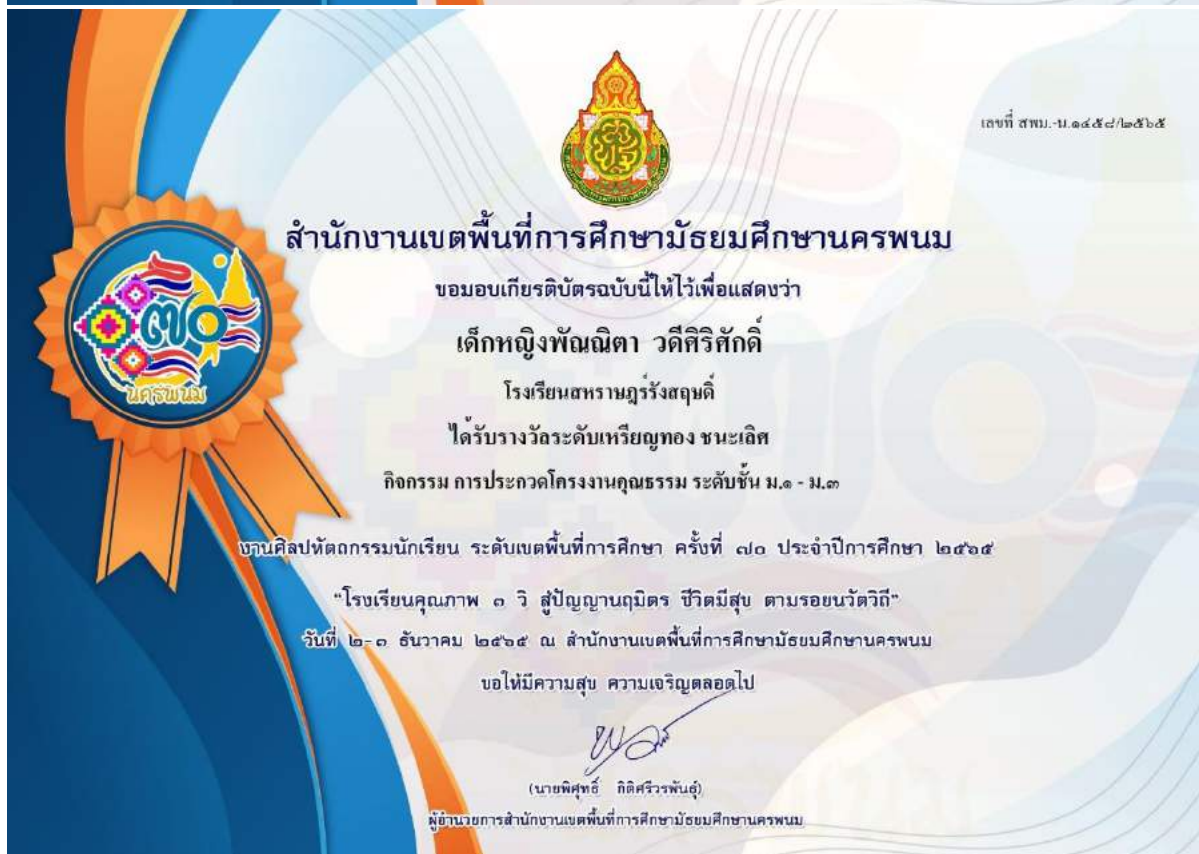 เลขที่ สพม.-น.๑๔๕๘/๒๕๖๕
สำนักงานเขตพื้นที่การศึกษามัธยมศึกษานครพนม
ขอมอบเกียรติบัตรฉบับนี้ให้ไว้เพื่อแสดงว่า
เด็กหญิงพัณณิตา วดีศิริศักดิ์
โรงเรียนสหราษฎร์รังสฤษดิ์
ได้รับรางวัลระดับเหรียญทอง ชนะเลิศ
กิจกรรม การประกวดโครงงานคุณธรรม ระดับชั้น ม.๑ - ม.๓
๗๐
นครพนม
งานศิลปหัตถกรรมนักเรียน ระดับเขตพื้นที่การศึกษา ครั้งที่ ๗๐ ประจำปีการศึกษา ๒๕๖๕
“โรงเรียนคุณภาพ ๓ วิ สู่ปัญญานฤมิตร ชีวิตมีสุข ตามรอยนวัตวิถี”
วันที่ ๒-๓ ธันวาคม ๒๕๖๕ ณ สำนักงานเขตพื้นที่การศึกษามัธยมศึกษานครพนม
ขอให้มีความสุข ความเจริญตลอดไป
(นายพิศุทธิ์ กิติศรีวรพันธุ์)
ผู้อำนวยการสำนักงานเขตพื้นที่การศึกษามัธยมศึกษานครพนม